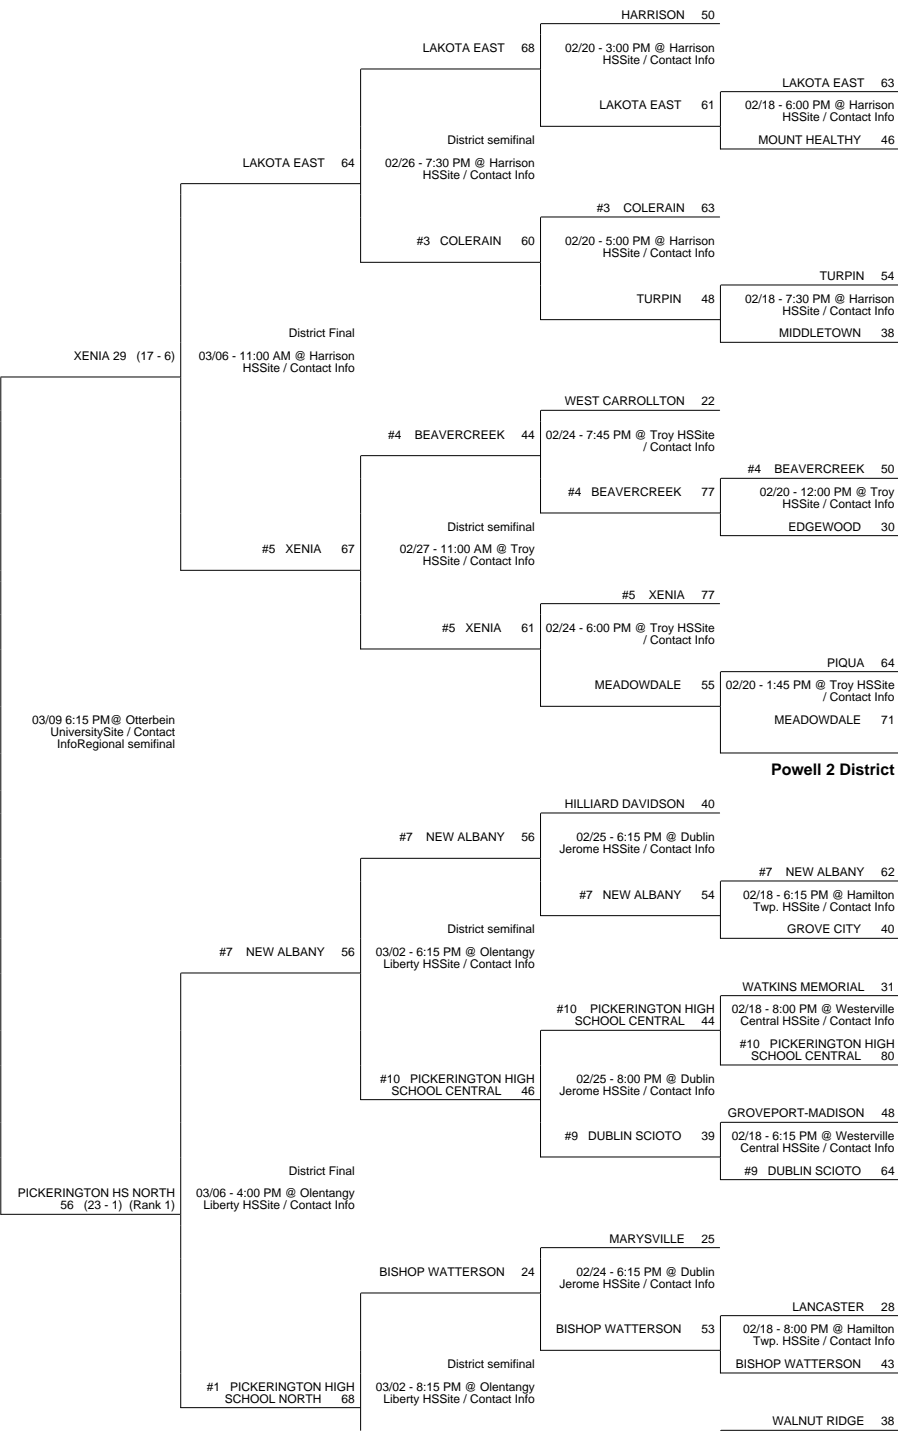 HARRISON 50
LAKOTA EAST 68
02/20 - 3:00 PM @ Harrison
HSSite / Contact Info
LAKOTA EAST 63
LAKOTA EAST 61
02/18 - 6:00 PM @ Harrison
HSSite / Contact Info
District semifinal
MOUNT HEALTHY 46
LAKOTA EAST 64
02/26 - 7:30 PM @ Harrison
HSSite / Contact Info
#3 COLERAIN 63
#3 COLERAIN 60
02/20 - 5:00 PM @ Harrison
HSSite / Contact Info
TURPIN 54
TURPIN 48
02/18 - 7:30 PM @ Harrison
HSSite / Contact Info
District Final
MIDDLETOWN 38
XENIA 29 (17 - 6)
03/06 - 11:00 AM @ Harrison
HSSite / Contact Info
WEST CARROLLTON 22
#4 BEAVERCREEK 44
02/24 - 7:45 PM @ Troy HSSite
/ Contact Info
#4 BEAVERCREEK 50
#4 BEAVERCREEK 77
02/20 - 12:00 PM @ Troy
HSSite / Contact Info
District semifinal
EDGEWOOD 30
#5 XENIA 67
02/27 - 11:00 AM @ Troy
HSSite / Contact Info
#5 XENIA 77
#5 XENIA 61
02/24 - 6:00 PM @ Troy HSSite
/ Contact Info
PIQUA 64
MEADOWDALE 55
02/20 - 1:45 PM @ Troy HSSite
/ Contact Info
03/09 6:15 PM@ Otterbein
UniversitySite / Contact
InfoRegional semifinal
MEADOWDALE 71
Powell 2 District
HILLIARD DAVIDSON 40
#7 NEW ALBANY 56
02/25 - 6:15 PM @ Dublin
Jerome HSSite / Contact Info
#7 NEW ALBANY 62
#7 NEW ALBANY 54
02/18 - 6:15 PM @ Hamilton
Twp. HSSite / Contact Info
District semifinal
GROVE CITY 40
#7 NEW ALBANY 56
03/02 - 6:15 PM @ Olentangy
Liberty HSSite / Contact Info
WATKINS MEMORIAL 31
#10 PICKERINGTON HIGH
SCHOOL CENTRAL 44
02/18 - 8:00 PM @ Westerville
Central HSSite / Contact Info
#10 PICKERINGTON HIGH
SCHOOL CENTRAL 80
#10 PICKERINGTON HIGH
SCHOOL CENTRAL 46
02/25 - 8:00 PM @ Dublin
Jerome HSSite / Contact Info
GROVEPORT-MADISON 48
#9 DUBLIN SCIOTO 39
02/18 - 6:15 PM @ Westerville
Central HSSite / Contact Info
District Final
#9 DUBLIN SCIOTO 64
PICKERINGTON HS NORTH
56 (23 - 1) (Rank 1)
03/06 - 4:00 PM @ Olentangy
Liberty HSSite / Contact Info
MARYSVILLE 25
BISHOP WATTERSON 24
02/24 - 6:15 PM @ Dublin
Jerome HSSite / Contact Info
LANCASTER 28
BISHOP WATTERSON 53
02/18 - 8:00 PM @ Hamilton
Twp. HSSite / Contact Info
District semifinal
BISHOP WATTERSON 43
#1 PICKERINGTON HIGH
SCHOOL NORTH 68
03/02 - 8:15 PM @ Olentangy
Liberty HSSite / Contact Info
WALNUT RIDGE 38